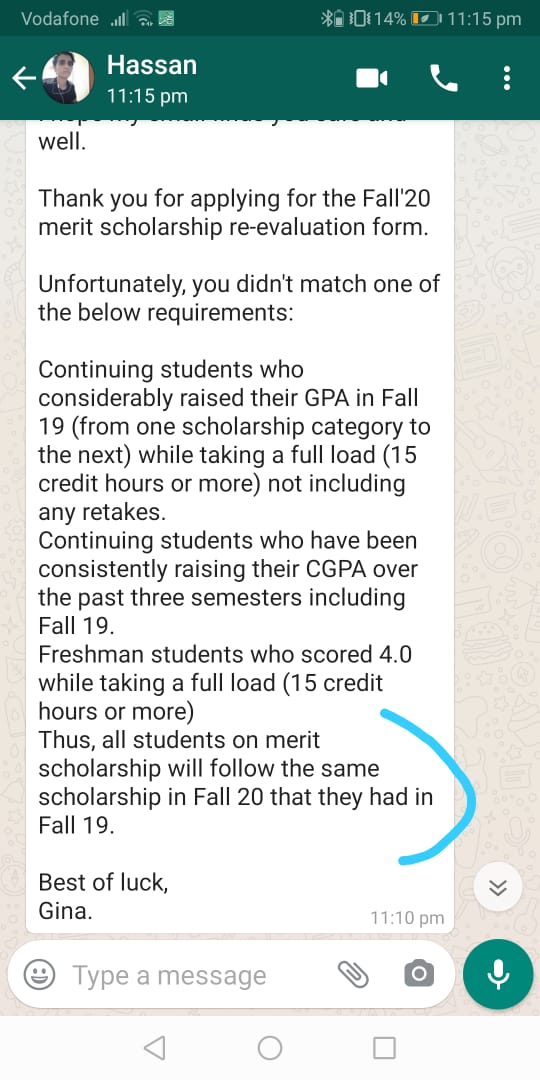 Vodafone 14% 11:15 pm
Hassan
11:15 pm
well.
Thank you for applying for the Fall'20
merit scholarship re-evaluation form.
Unfortunately, you didn't match one of
the below requirements:
Continuing students who
considerably raised their GPA in Fall
19 (from one scholarship category to
the next) while taking a full load (15
credit hours or more) not including
any retakes.
Continuing students who have been
consistently raising their CGPA over
the past three semesters including
Fall 19.
Freshman students who scored 4.0
while taking a full load (15 credit
hours or more)
Thus, all students on merit
scholarship will follow the same
scholarship in Fall 20 that they had in
Fall 19.
Best of luck,
Gina.
11:10 pm
Type a message